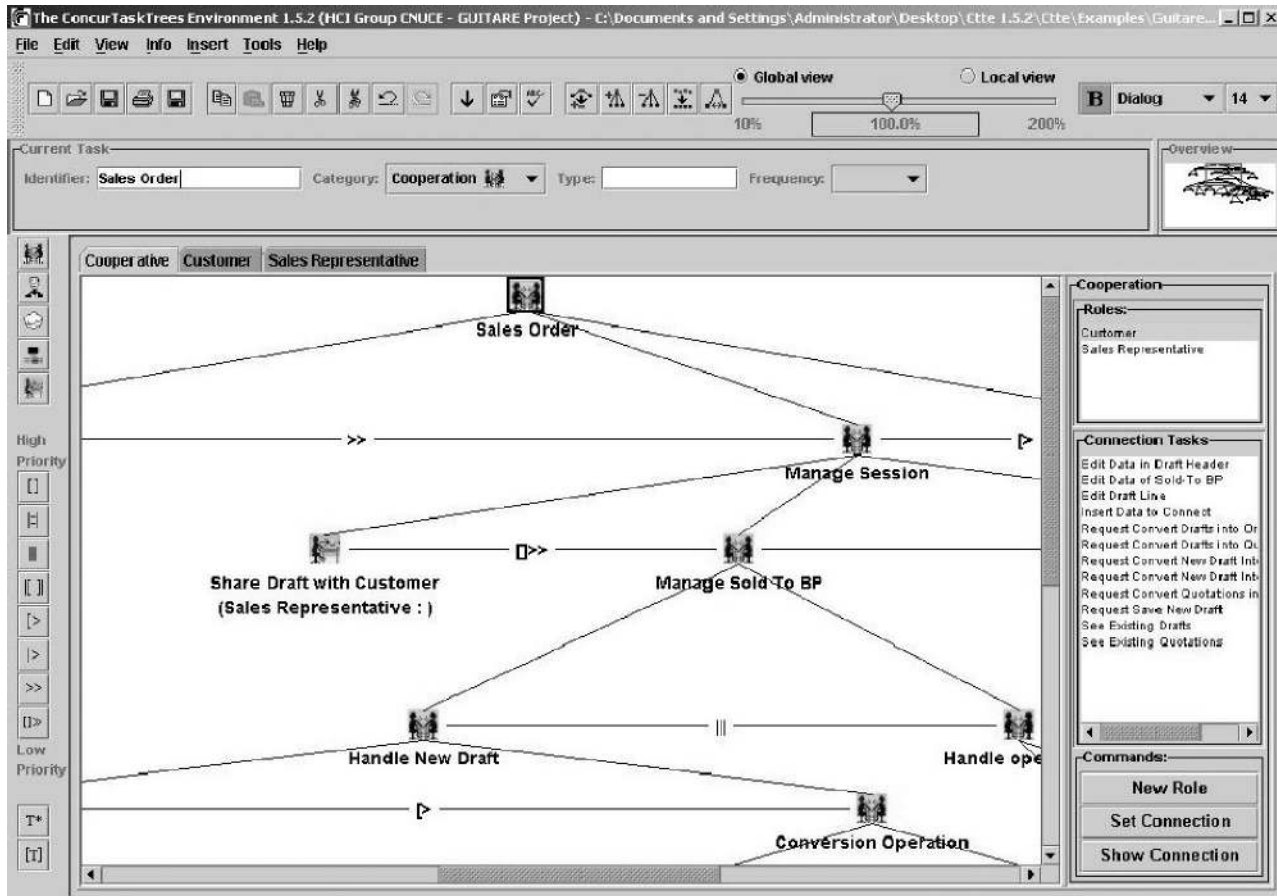 The ConcurTaskTrees Environment 1.5.2 (HCI Group CNUCE - GUITARE Project) - C:\Documents and Settings\Administrator\Desktop\Ctte 1.5.2\Ctte\Examples\Guitare...
File Edit View Info Insert Tools Help
Global view Local view
10% 100.0% 200%
B Dialog 14
Current Task
Identifier: Sales Order Category: Cooperation Type: Frequency:
Overview
Cooperative Customer Sales Representative
High
Priority
[]
[]
[>
|>
>>
[]>>
Low
Priority
T*
[T]
Sales Order
>> Manage Session [>
Share Draft with Customer
(Sales Representative : )
[]>>
Manage Sold To BP
Handle New Draft
|||
Handle ope
[>
Conversion Operation
Cooperation
Roles:
Customer
Sales Representative
Connection Tasks
Edit Data in Draft Header
Edit Data of Sold-To BP
Edit Draft Line
Insert Data to Connect
Request Convert Drafts into Or
Request Convert Drafts into Qu
Request Convert New Draft Int
Request Convert New Draft Int
Request Convert Quotations in
Request Save New Draft
See Existing Drafts
See Existing Quotations
Commands:
New Role
Set Connection
Show Connection